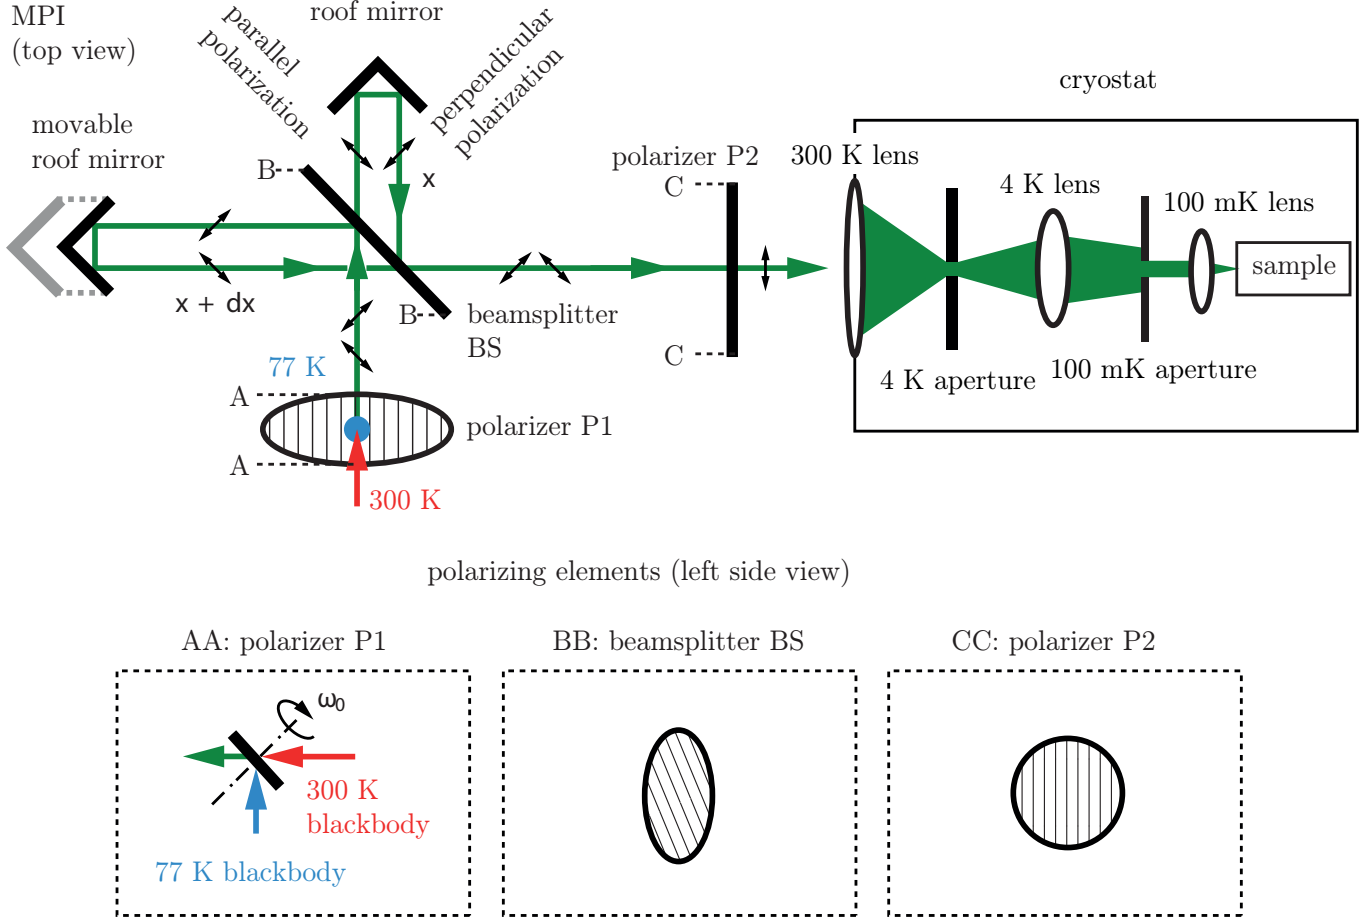 MPI
(top view)
roof mirror
parallel
polarization
perpendicular
polarization
cryostat
movable
roof mirror
B
x
polarizer P2
C
300 K lens
4 K lens
100 mK lens
sample
x + dx
B
beamsplitter
BS
C
4 K aperture
100 mK aperture
77 K
A
polarizer P1
A
300 K
polarizing elements (left side view)
AA: polarizer P1
BB: beamsplitter BS
CC: polarizer P2
ω₀
300 K
blackbody
77 K blackbody